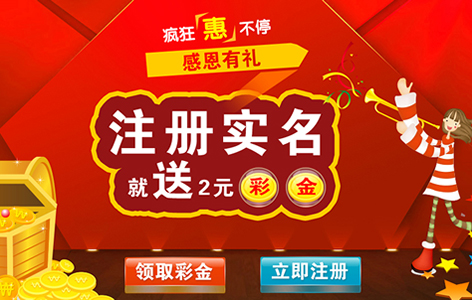 疯狂「惠」不停
感恩有礼
注册实名
就送2元彩金
领取彩金 立即注册